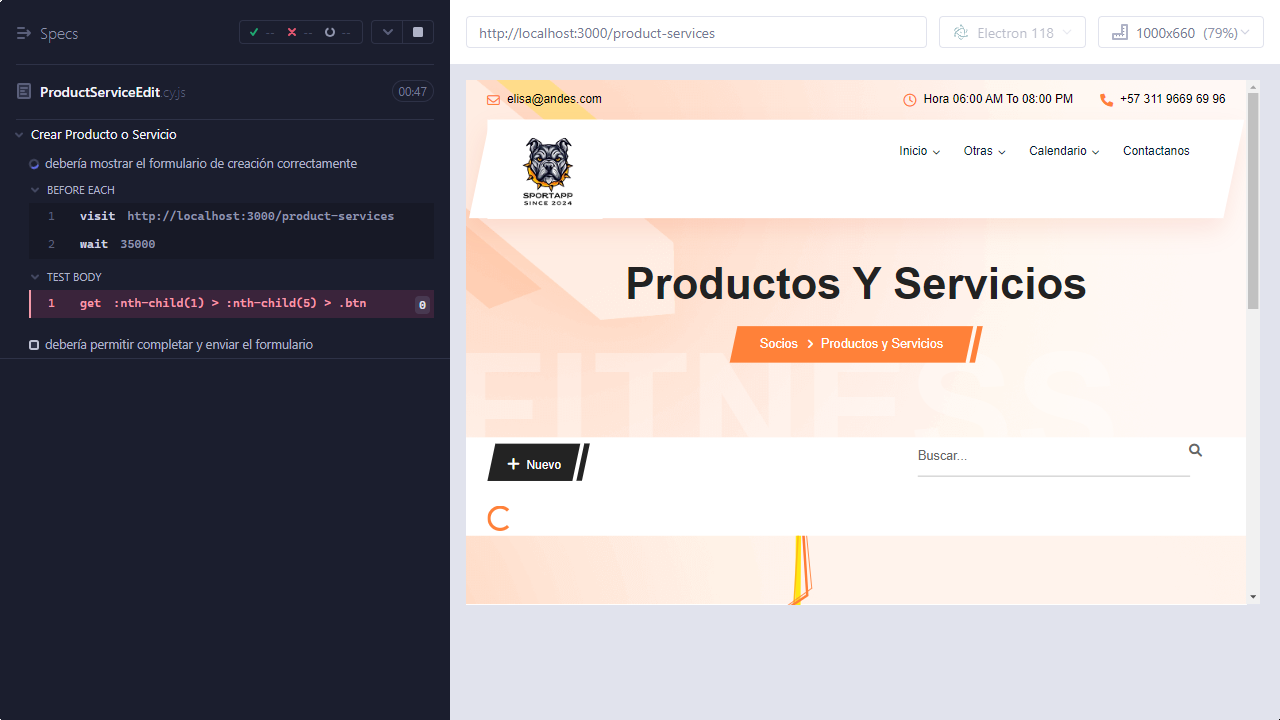 Specs
-- -- --
ProductServiceEdit.cy.js
00:47
Crear Producto o Servicio
debería mostrar el formulario de creación correctamente
BEFORE EACH
1 visit http://localhost:3000/product-services
2 wait 35000
TEST BODY
1 get :nth-child(1) > :nth-child(5) > .btn 0
debería permitir completar y enviar el formulario
http://localhost:3000/product-services
Electron 118
1000x660 (79%)
elisa@andes.com
Hora 06:00 AM To 08:00 PM
+57 311 9669 69 96
SPORTAPP
SINCE 2024
Inicio
Otras
Calendario
Contactanos
Productos Y Servicios
Socios
Productos y Servicios
FITNESS
Nuevo
Buscar...